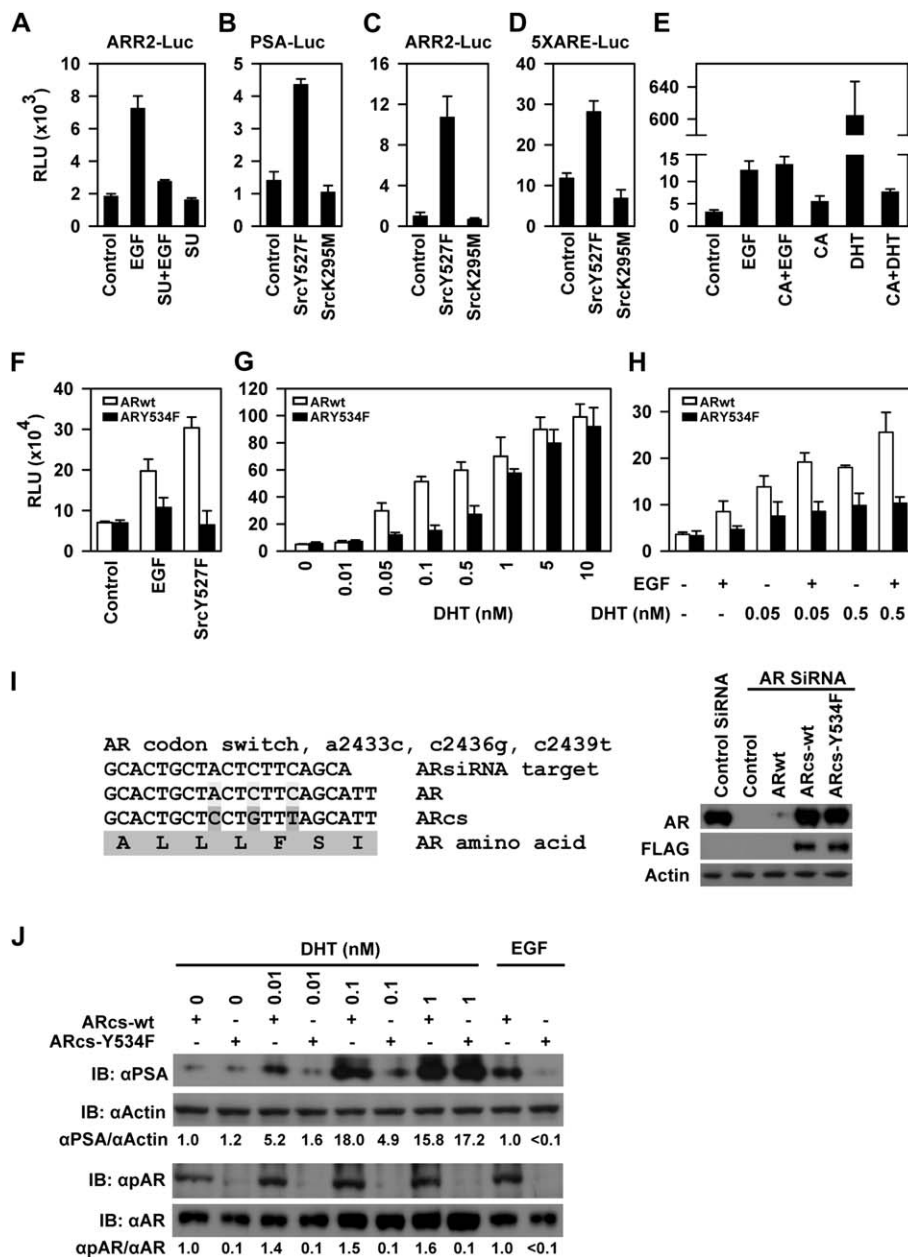 A
ARR2-Luc
RLU (x10³)
10
8
6
4
2
0
Control
EGF
SU+EGF
SU
B
PSA-Luc
5
4
3
2
1
0
Control
SrcY527F
SrcK295M
C
ARR2-Luc
16
12
8
4
0
Control
SrcY527F
SrcK295M
D
5XARE-Luc
40
30
20
10
0
Control
SrcY527F
SrcK295M
E
640
600
15
10
5
0
Control
EGF
CA+EGF
CA
DHT
CA+DHT
F
RLU (x10⁴)
40
30
20
10
0
ARwt
ARY534F
Control
EGF
SrcY527F
G
120
100
80
60
40
20
0
ARwt
ARY534F
0
0.01
0.05
0.1
0.5
1
5
10
DHT (nM)
H
30
20
10
0
ARwt
ARY534F
EGF - + - + - +
DHT (nM) - - 0.05 0.05 0.5 0.5
I
AR codon switch, a2433c, c2436g, c2439t
GCACTGCTACTCTTCAGCA ARsiRNA target
GCACTGCTACTCTTCAGCATT AR
GCACTGCTCCTGTTTAGCATT ARcs
A L L L F S I AR amino acid
AR SiRNA
Control SiRNA
Control
ARwt
ARcs-wt
ARcs-Y534F
AR
FLAG
Actin
J
DHT (nM) EGF
0 0 0.01 0.01 0.1 0.1 1 1
ARcs-wt + - + - + - + - + -
ARcs-Y534F - + - + - + - + - +
IB: αPSA
IB: αActin
αPSA/αActin 1.0 1.2 5.2 1.6 18.0 4.9 15.8 17.2 1.0 <0.1
IB: αpAR
IB: αAR
αpAR/αAR 1.0 0.1 1.4 0.1 1.5 0.1 1.6 0.1 1.0 <0.1